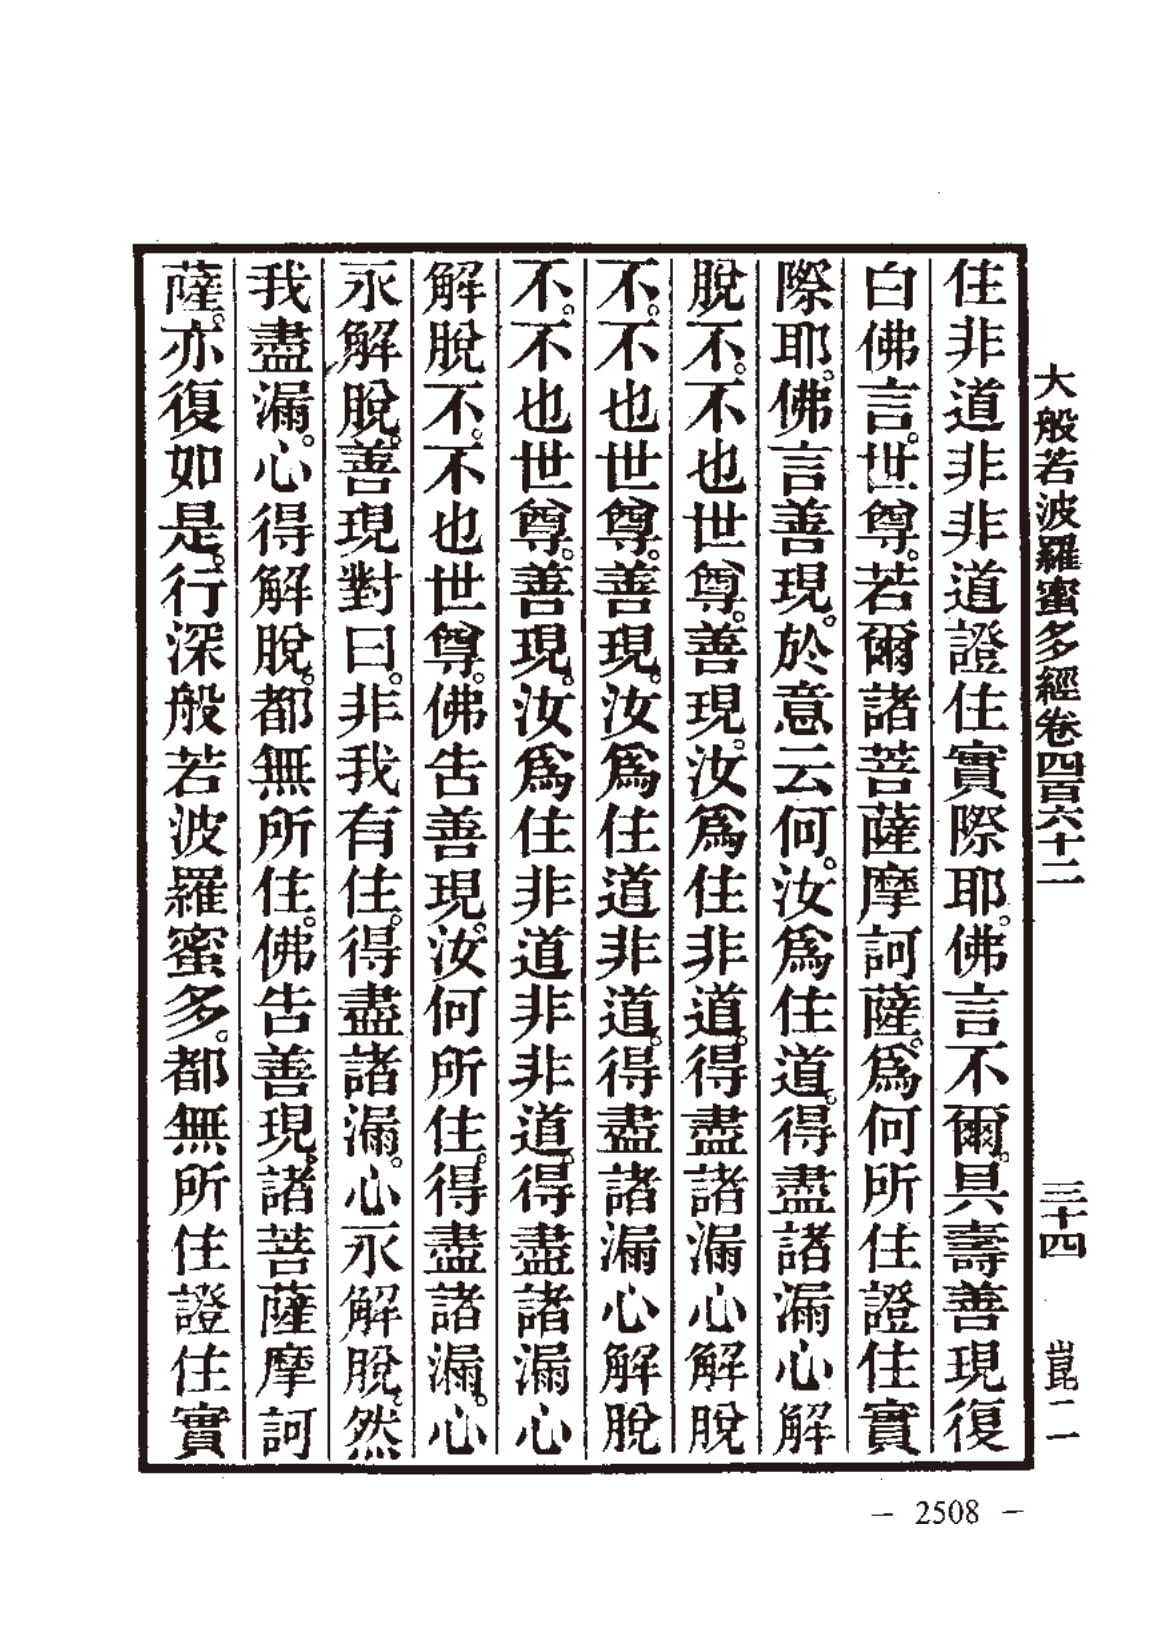 大般若波羅蜜多經卷四百六十二 三十四 崑二
住非道非非道證住實際耶。佛言不爾。具壽善現復
白佛言。世尊。若爾諸菩薩摩訶薩。爲何所住證住實
際耶。佛言善現。於意云何。汝爲住道。得盡諸漏心解
脫不。不也世尊。善現。汝爲住非道。得盡諸漏心解脫
不。不也世尊。善現。汝爲住道非道。得盡諸漏心解脫
不。不也世尊。善現。汝爲住非道非非道。得盡諸漏心
解脫不。不也世尊。佛告善現。汝何所住。得盡諸漏。心
永解脫。善現對曰。非我有住。得盡諸漏。心永解脫。然
我盡漏。心得解脫。都無所住。佛告善現。諸菩薩摩訶
薩。亦復如是。行深般若波羅蜜多。都無所住證住實
— 2508 —